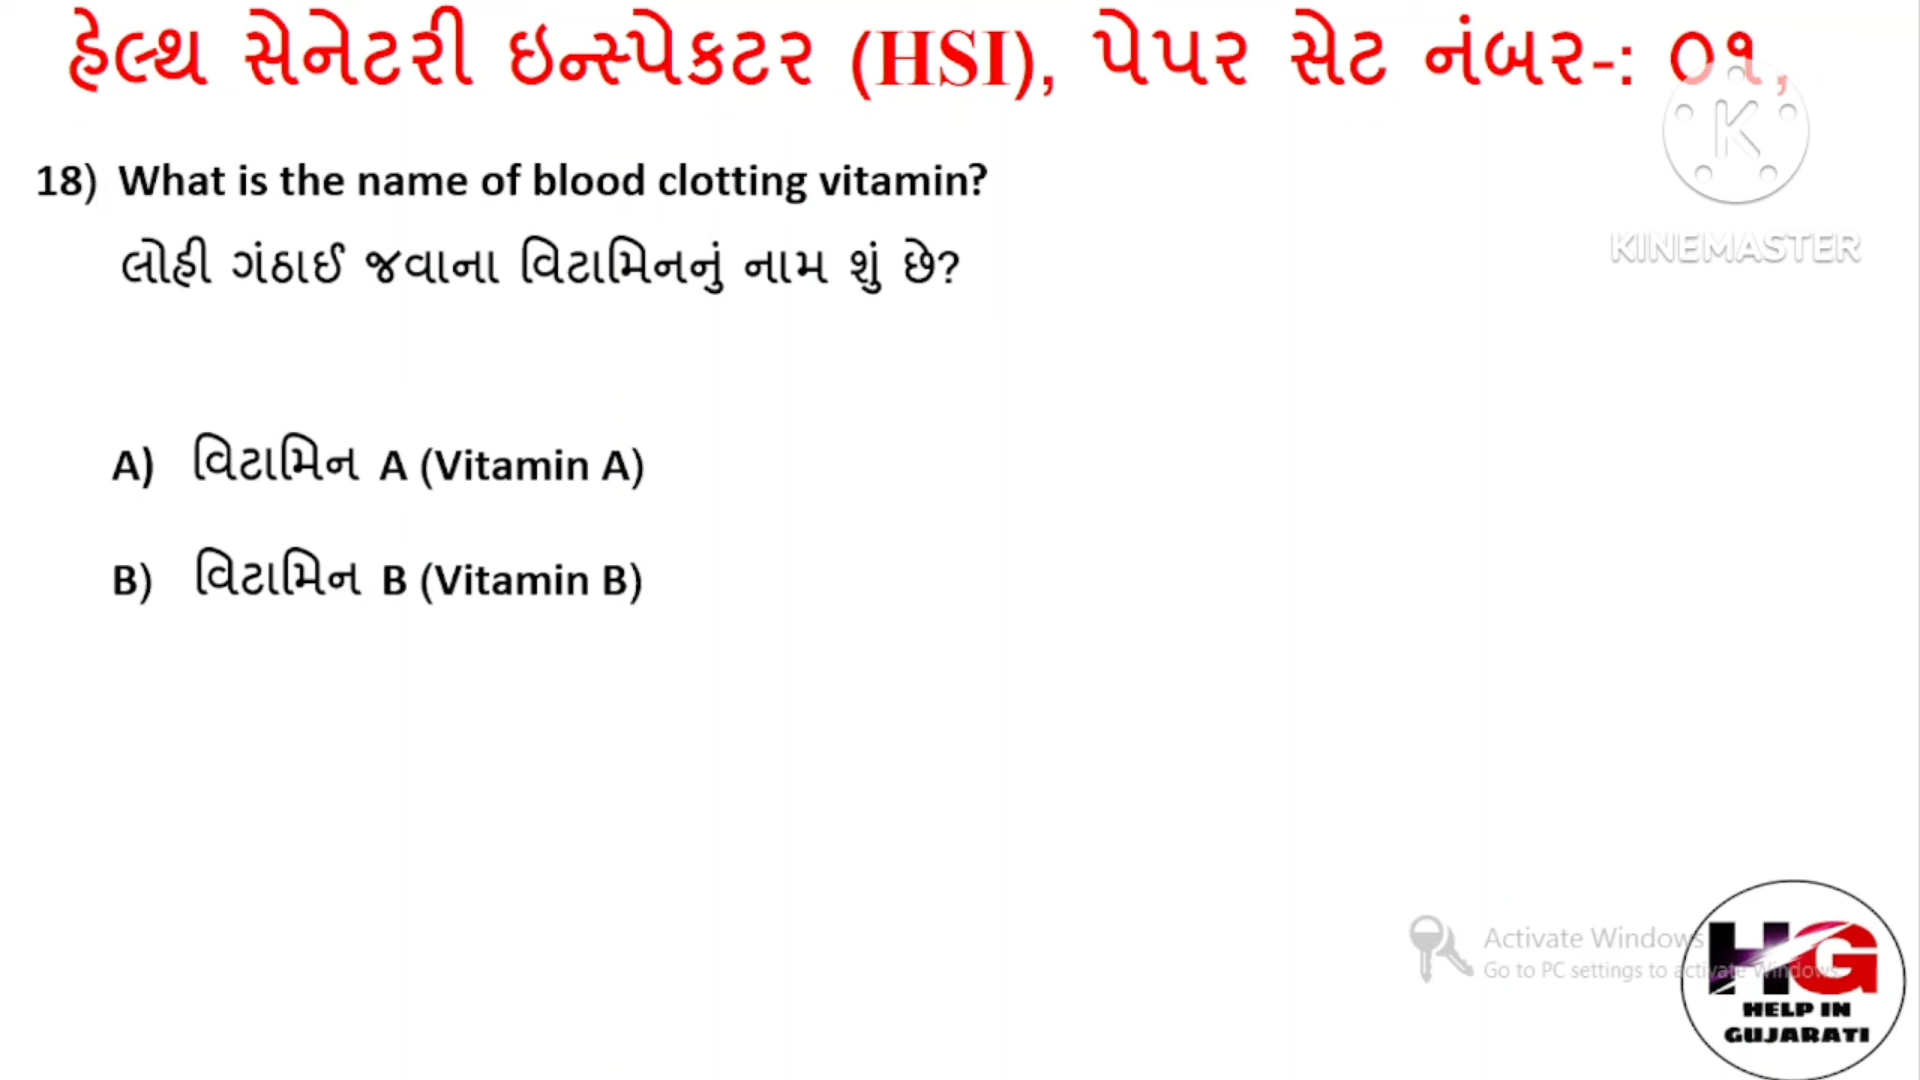 હેલ્થ સેનેટરી ઇન્સ્પેકટર (HSI), પેપર સેટ નંબર-: ૦૧,
K
KINEMASTER
18) What is the name of blood clotting vitamin?
લોહી ગંઠાઈ જવાના વિટામિનનું નામ શું છે?
A) વિટામિન A (Vitamin A)
B) વિટામિન B (Vitamin B)
Activate Windows
Go to PC settings to activate Windows.
HG
HELP IN
GUJARATI